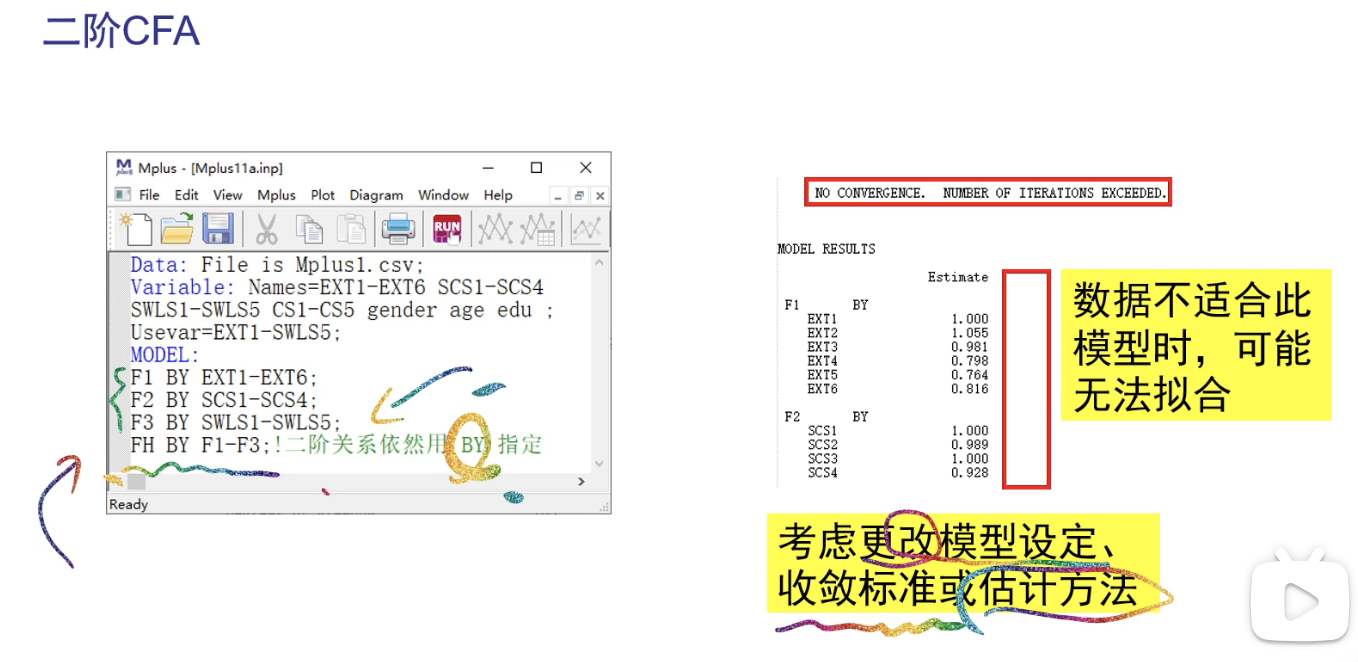 二阶CFA
Mplus - [Mplus11a.inp]
File Edit View Mplus Plot Diagram Window Help
RUN
Data: File is Mplus1.csv;
Variable: Names=EXT1-EXT6 SCS1-SCS4
SWLS1-SWLS5 CS1-CS5 gender age edu ;
Usevar=EXT1-SWLS5;
MODEL:
F1 BY EXT1-EXT6;
F2 BY SCS1-SCS4;
F3 BY SWLS1-SWLS5;
FH BY F1-F3;!二阶关系依然用 BY 指定
Ready
NO CONVERGENCE. NUMBER OF ITERATIONS EXCEEDED.
MODEL RESULTS
Estimate
F1 BY
EXT1 1.000
EXT2 1.055
EXT3 0.981
EXT4 0.798
EXT5 0.764
EXT6 0.816
F2 BY
SCS1 1.000
SCS2 0.989
SCS3 1.000
SCS4 0.928
数据不适合此
模型时，可能
无法拟合
考虑更改模型设定、
收敛标准或估计方法